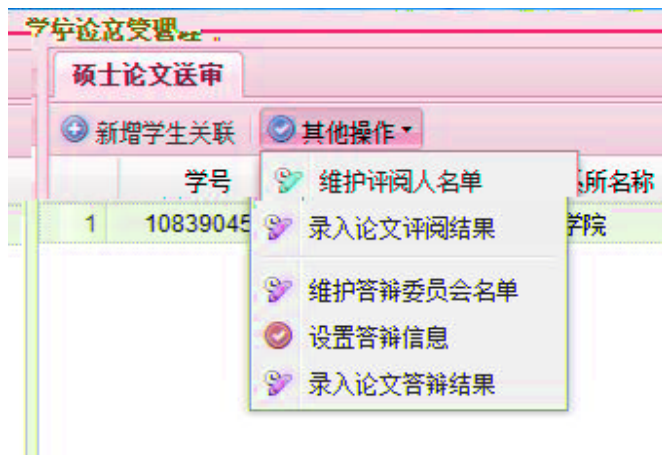 硕士论文送审
新增学生关联 其他操作
学号 所名称
1 10839045 学院
维护评阅人名单
录入论文评阅结果
维护答辩委员会名单
设置答辩信息
录入论文答辩结果